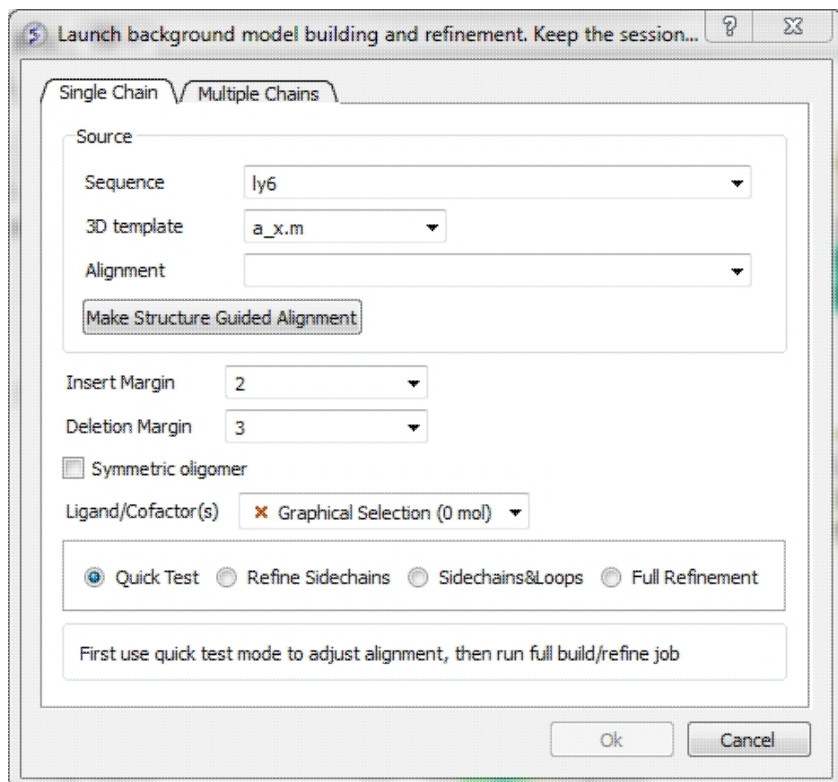 Launch background model building and refinement. Keep the session...
Single Chain Multiple Chains
Source
Sequence ly6
3D template a_x.m
Alignment
Make Structure Guided Alignment
Insert Margin 2
Deletion Margin 3
Symmetric oligomer
Ligand/Cofactor(s) Graphical Selection (0 mol)
Quick Test Refine Sidechains Sidechains&Loops Full Refinement
First use quick test mode to adjust alignment, then run full build/refine job
Ok Cancel